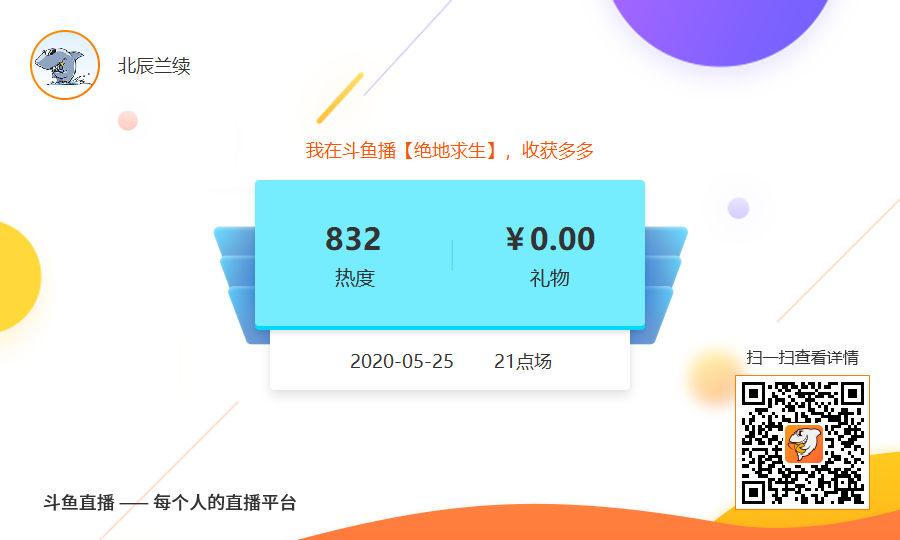 北辰兰续
我在斗鱼播【绝地求生】，收获多多
832
¥0.00
热度
礼物
2020-05-25 21点场
扫一扫查看详情
斗鱼直播 —— 每个人的直播平台